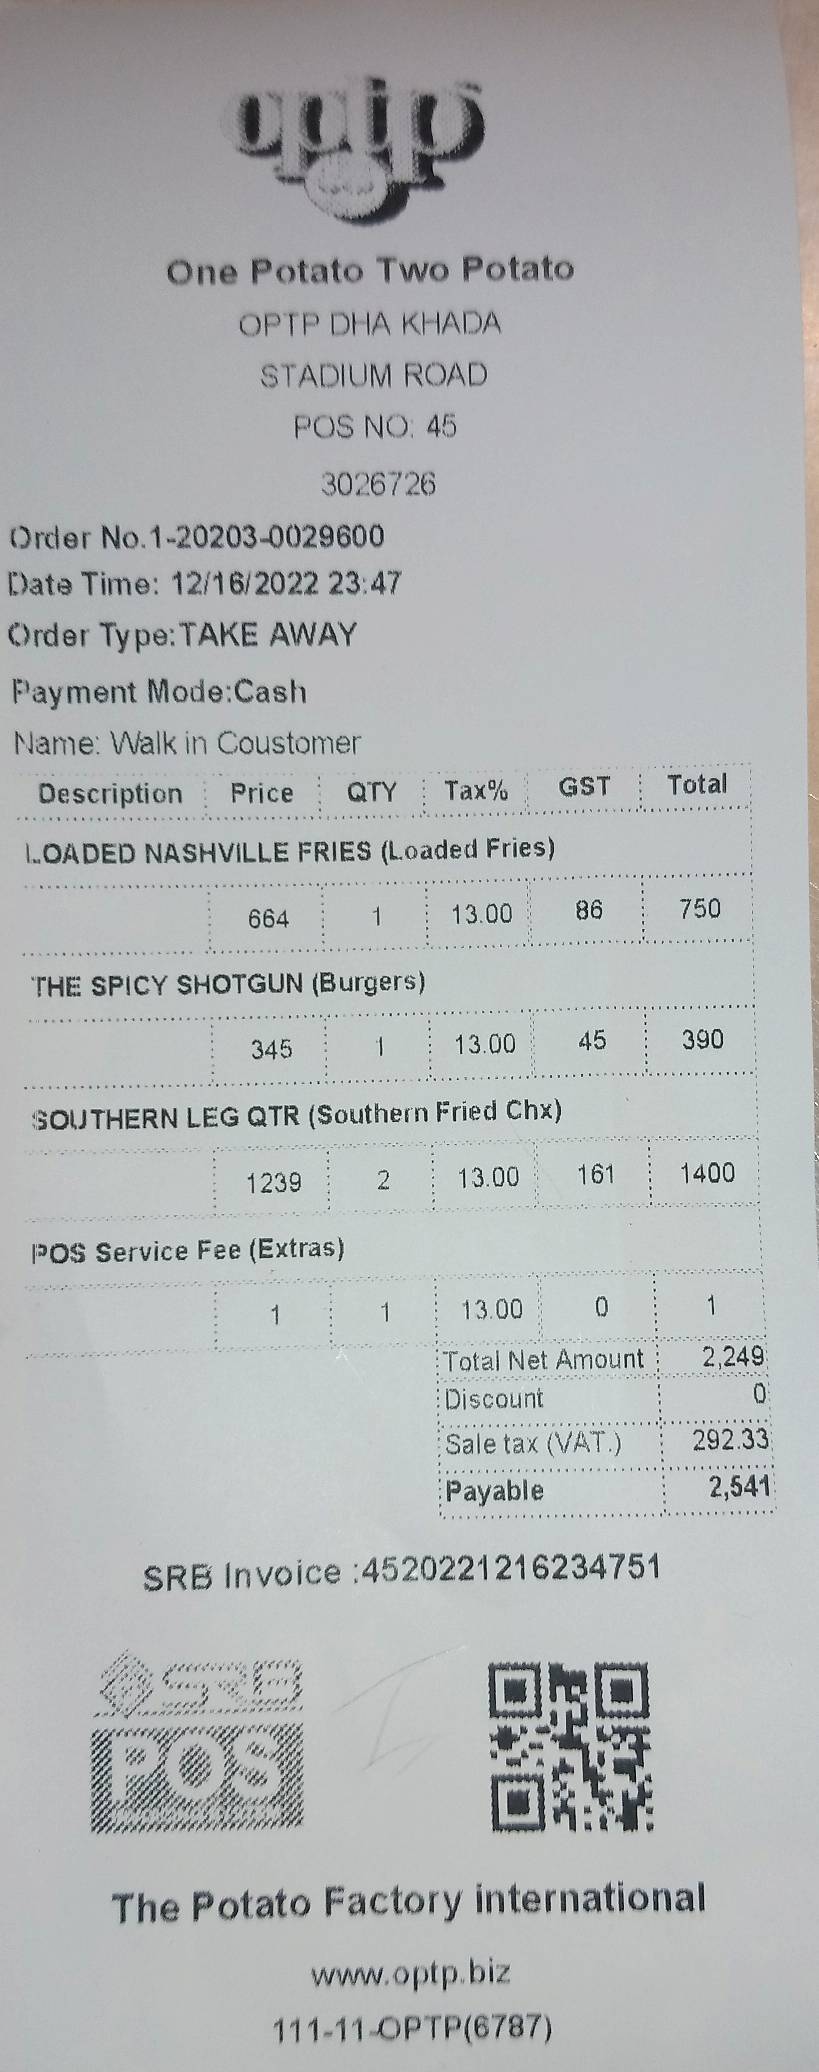 optp
One Potato Two Potato
OPTP DHA KHADA
STADIUM ROAD
POS NO: 45
3026726
Order No.1-20203-0029600
Date Time: 12/16/2022 23:47
Order Type:TAKE AWAY
Payment Mode:Cash
Name: Walk in Coustomer
Description Price QTY Tax% GST Total
LOADED NASHVILLE FRIES (Loaded Fries)
664 1 13.00 86 750
THE SPICY SHOTGUN (Burgers)
345 1 13.00 45 390
SOUTHERN LEG QTR (Southern Fried Chx)
1239 2 13.00 161 1400
POS Service Fee (Extras)
1 1 13.00 0 1
Total Net Amount 2,249
Discount 0
Sale tax (VAT.) 292.33
Payable 2,541
SRB Invoice :4520221216234751
SRB
POS
The Potato Factory international
www.optp.biz
111-11-OPTP(6787)